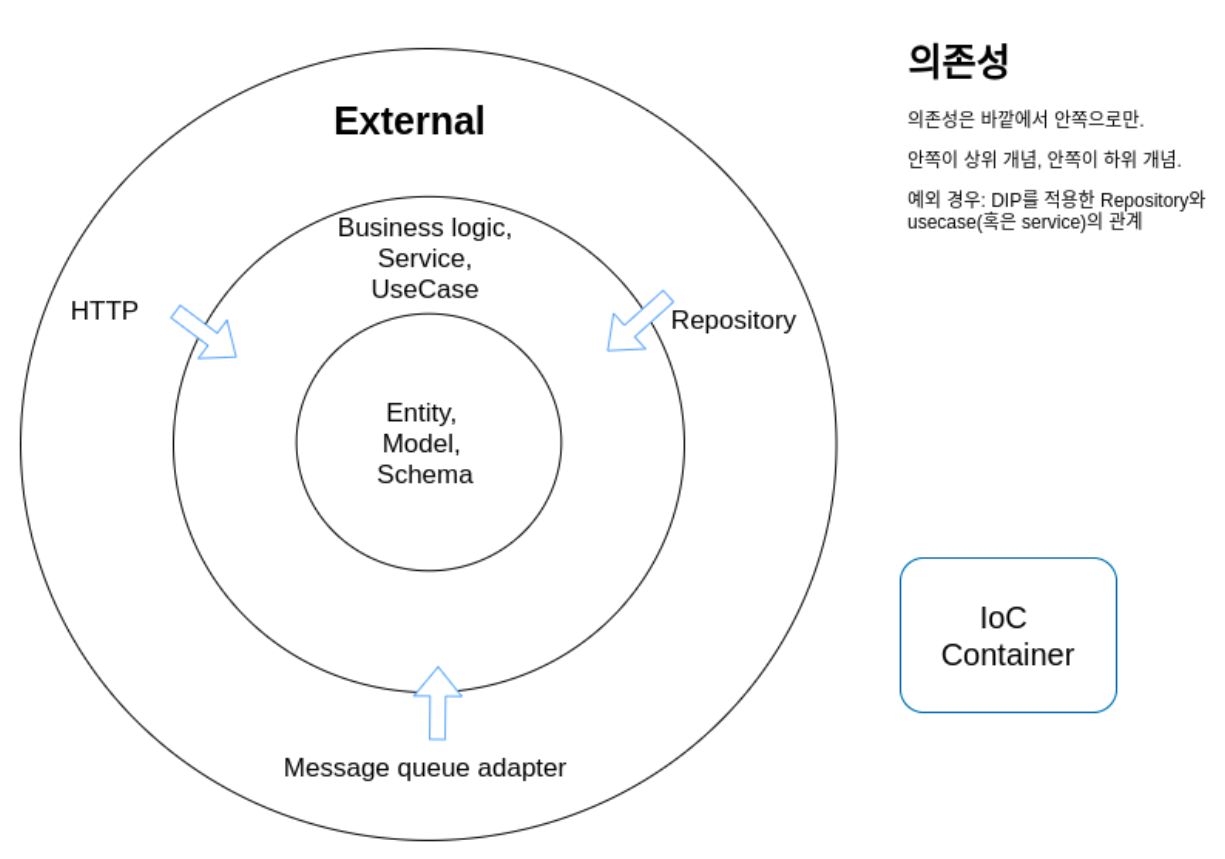 External
Business logic,
Service,
UseCase
HTTP
Repository
Entity,
Model,
Schema
Message queue adapter
의존성
의존성은 바깥에서 안쪽으로만.
안쪽이 상위 개념, 안쪽이 하위 개념.
예외 경우: DIP를 적용한 Repository와
usecase(혹은 service)의 관계
IoC
Container